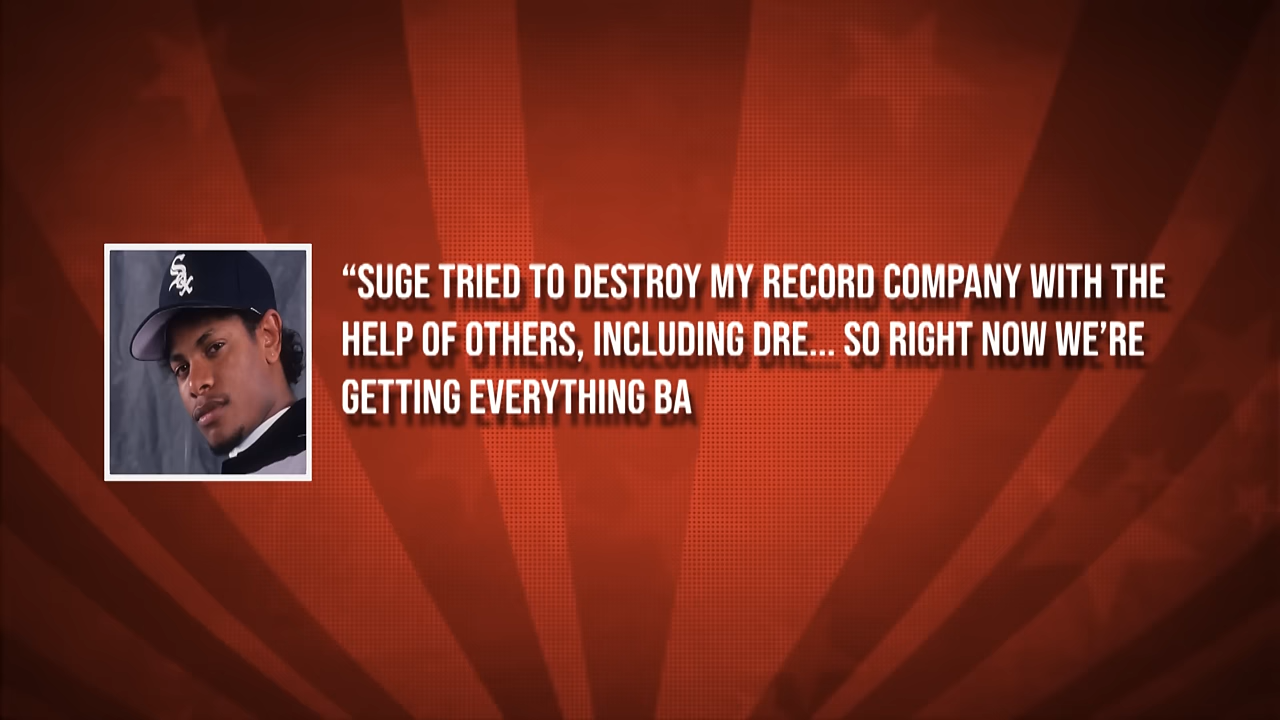 Sox
“SUGE TRIED TO DESTROY MY RECORD COMPANY WITH THE
HELP OF OTHERS, INCLUDING DRE... SO RIGHT NOW WE’RE
GETTING EVERYTHING BA